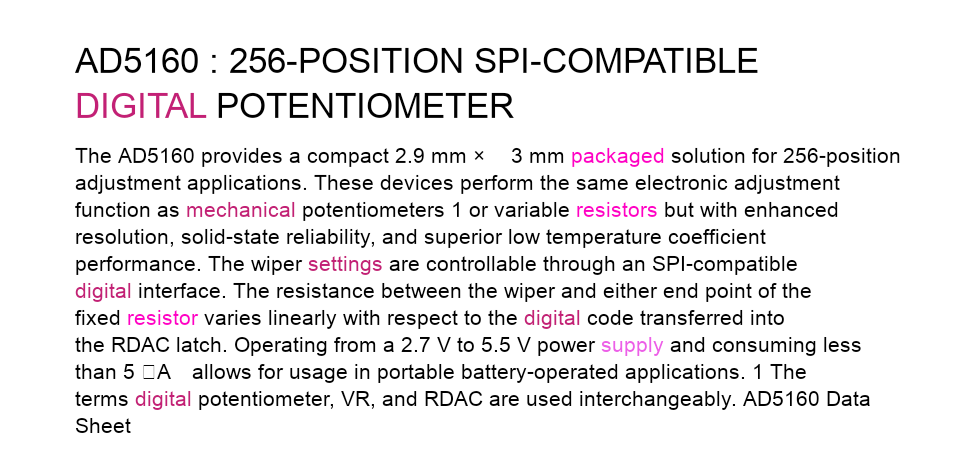 AD5160 : 256-POSITION SPI-COMPATIBLE
DIGITAL POTENTIOMETER
The AD5160 provides a compact 2.9 mm × 3 mm packaged solution for 256-position
adjustment applications. These devices perform the same electronic adjustment
function as mechanical potentiometers 1 or variable resistors but with enhanced
resolution, solid-state reliability, and superior low temperature coefficient
performance. The wiper settings are controllable through an SPI-compatible
digital interface. The resistance between the wiper and either end point of the
fixed resistor varies linearly with respect to the digital code transferred into
the RDAC latch. Operating from a 2.7 V to 5.5 V power supply and consuming less
than 5 □A allows for usage in portable battery-operated applications. 1 The
terms digital potentiometer, VR, and RDAC are used interchangeably. AD5160 Data
Sheet